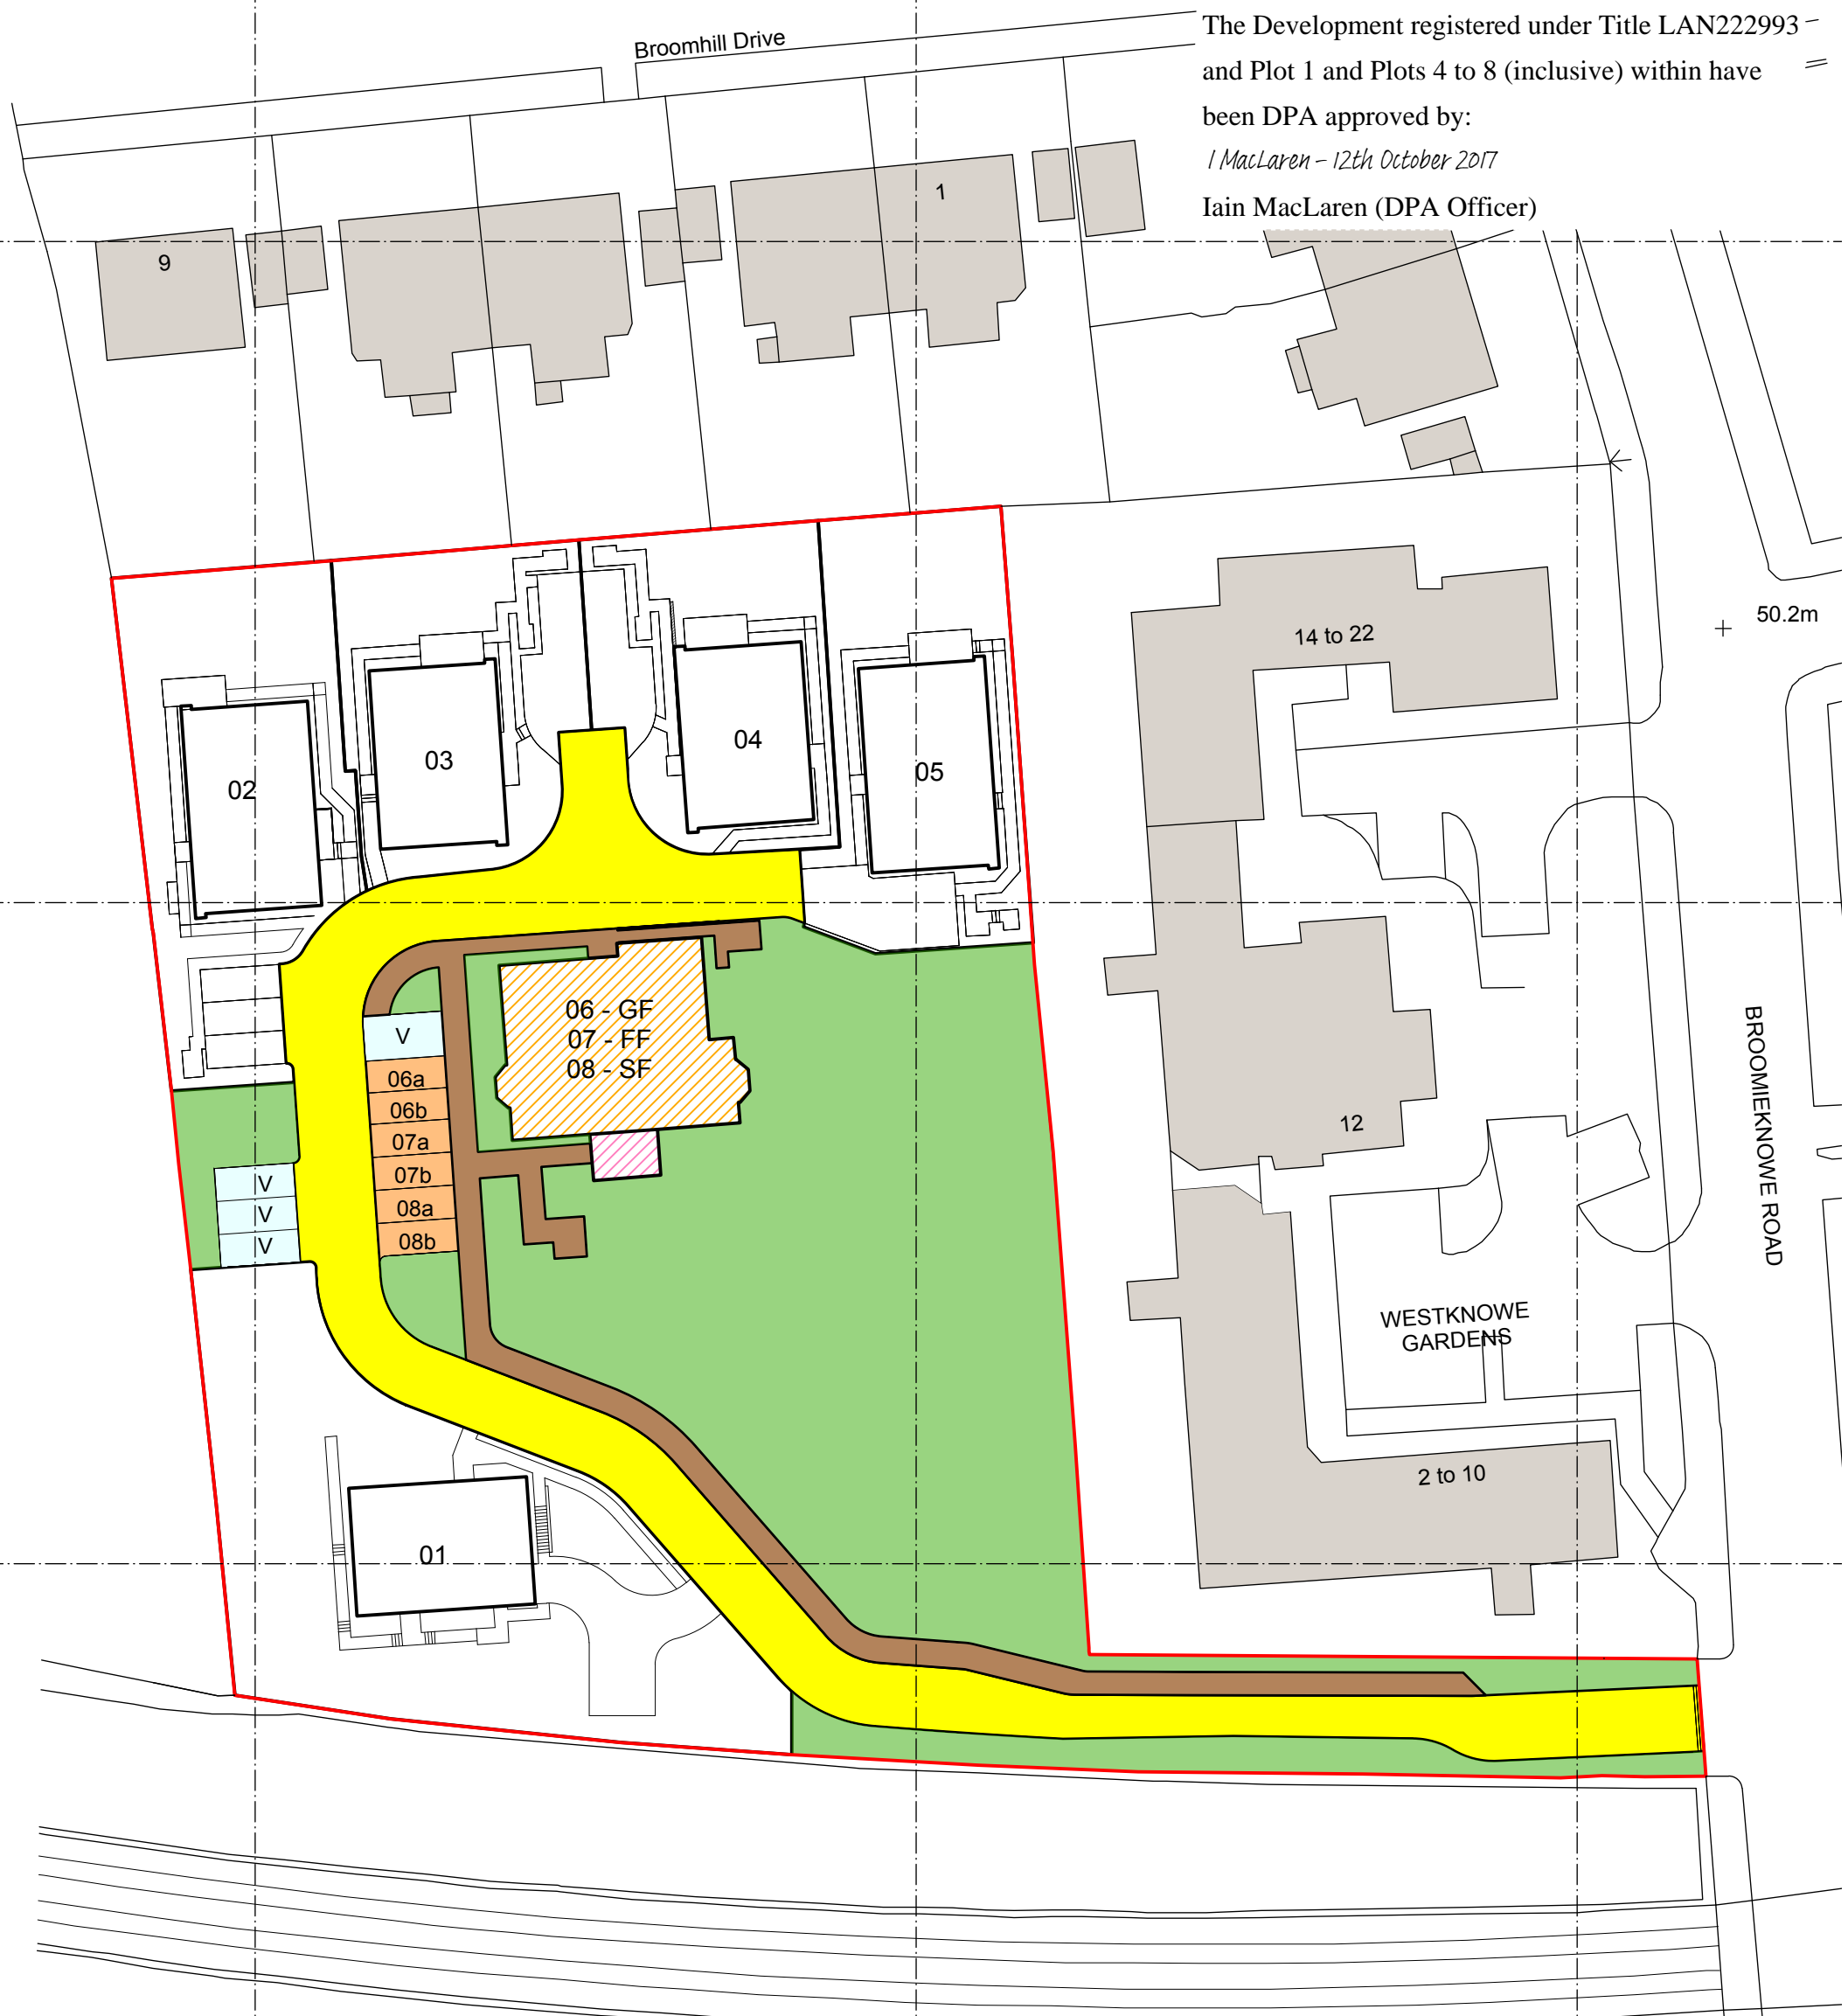 Broomhill Drive
The Development registered under Title LAN222993
and Plot 1 and Plots 4 to 8 (inclusive) within have
been DPA approved by:
I MacLaren - 12th October 2017
Iain MacLaren (DPA Officer)
1
9
50.2m
14 to 22
04
03
05
02
06 - GF
07 - FF
08 - SF
V
06a
06b
07a
07b
08a
08b
V
V
V
12
BROOMIEKNOWE ROAD
WESTKNOWE
GARDENS
2 to 10
01